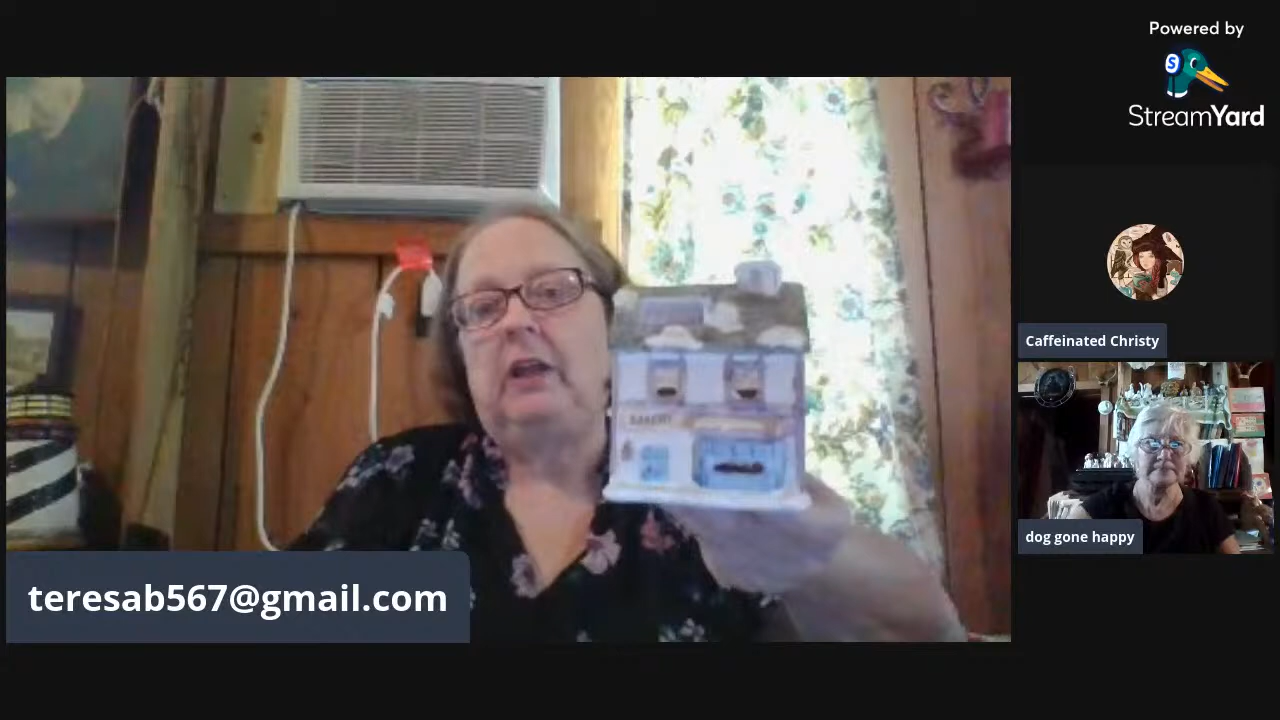 Powered by
S
StreamYard
BAKERY
Caffeinated Christy
dog gone happy
teresab567@gmail.com